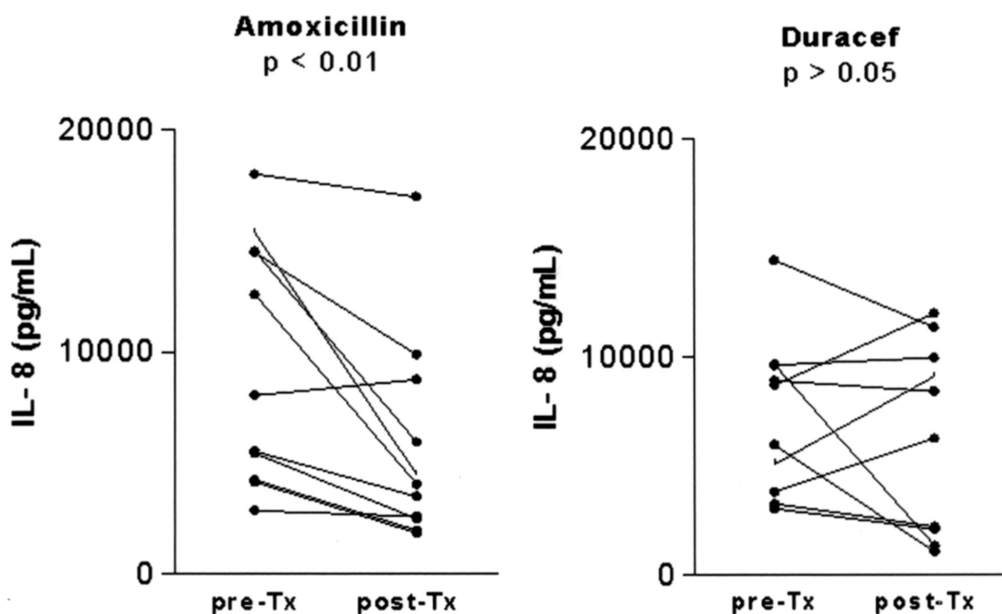 Amoxicillin
p < 0.01
20000
10000
0
IL- 8 (pg/mL)
pre-Tx post-Tx
Duracef
p > 0.05
20000
10000
0
IL- 8 (pg/mL)
pre-Tx post-Tx